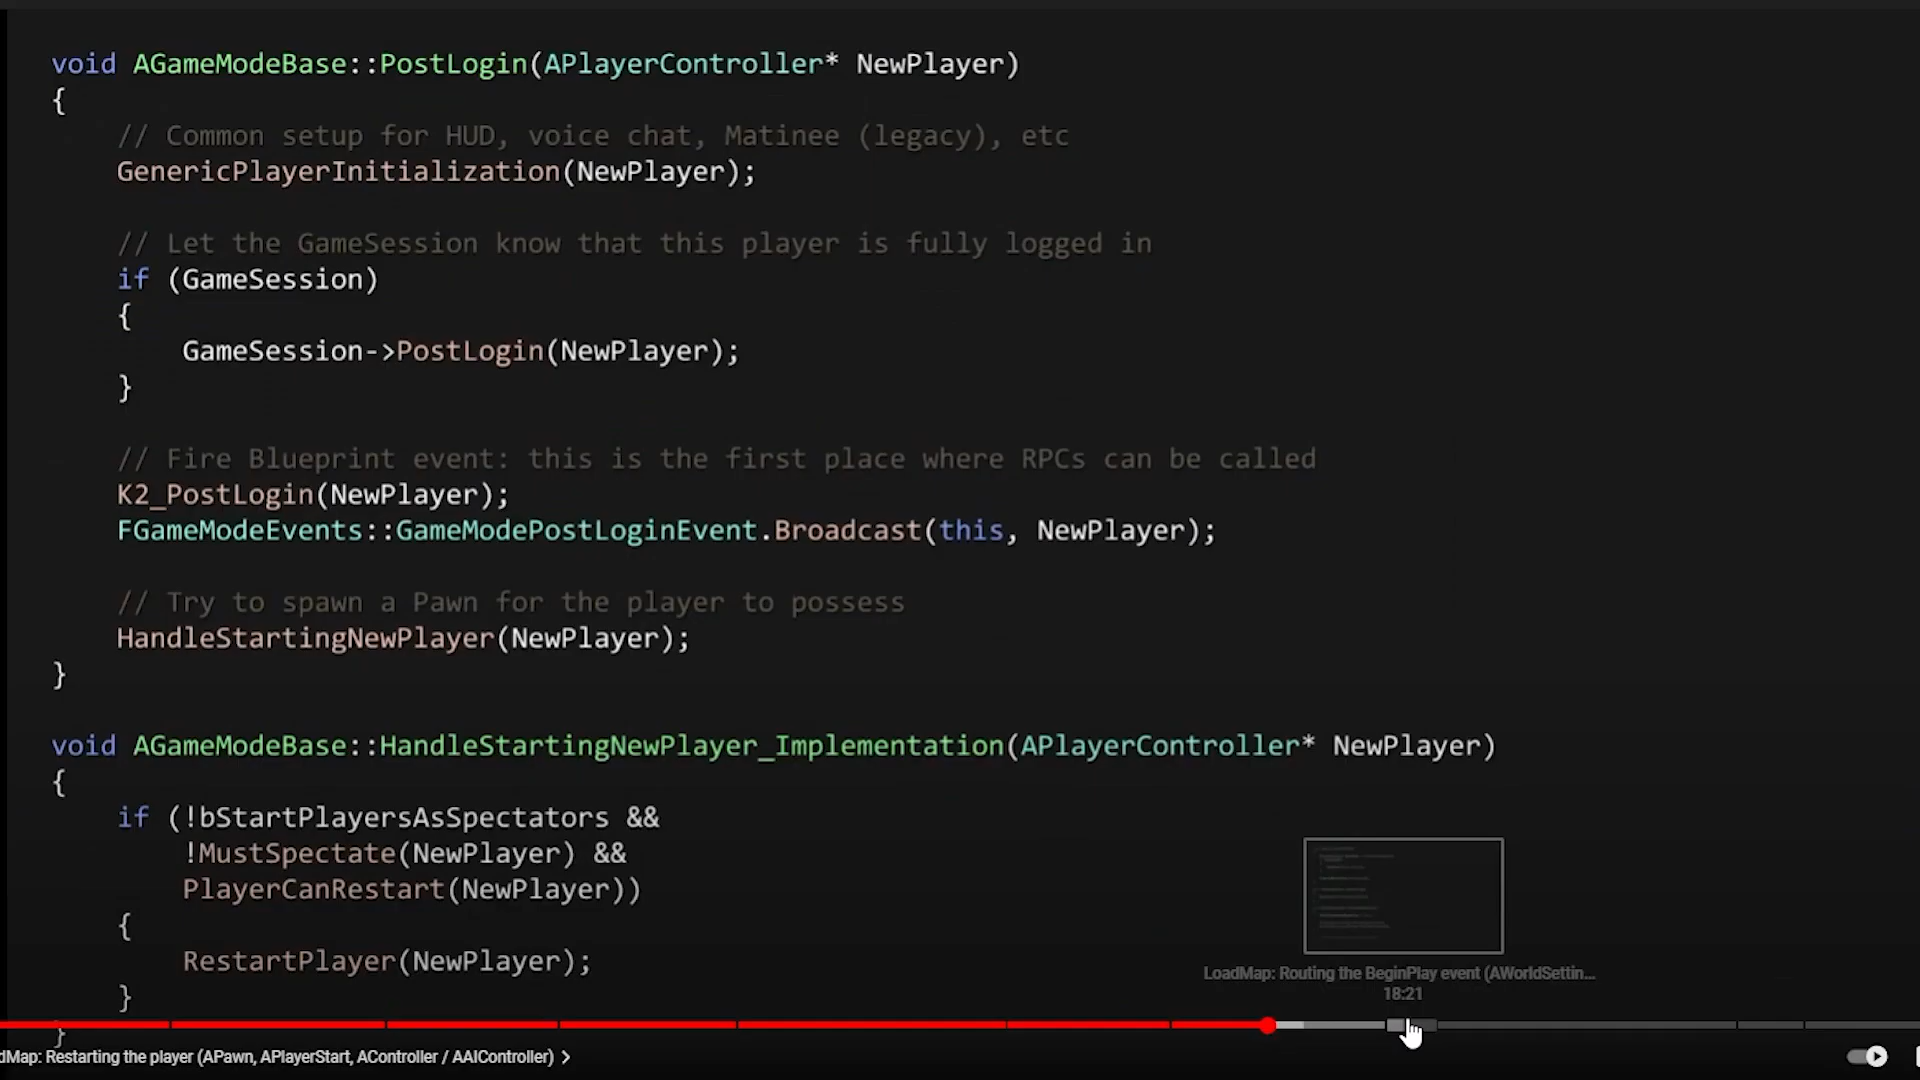 void AGameModeBase::PostLogin(APlayerController* NewPlayer)
{
// Common setup for HUD, voice chat, Matinee (legacy), etc
GenericPlayerInitialization(NewPlayer);
// Let the GameSession know that this player is fully logged in
if (GameSession)
{
GameSession->PostLogin(NewPlayer);
}
// Fire Blueprint event: this is the first place where RPCs can be called
K2_PostLogin(NewPlayer);
FGameModeEvents::GameModePostLoginEvent.Broadcast(this, NewPlayer);
// Try to spawn a Pawn for the player to possess
HandleStartingNewPlayer(NewPlayer);
}
void AGameModeBase::HandleStartingNewPlayer_Implementation(APlayerController* NewPlayer)
{
if (!bStartPlayersAsSpectators &&
!MustSpectate(NewPlayer) &&
PlayerCanRestart(NewPlayer))
{
RestartPlayer(NewPlayer);
}
}
LoadMap: Routing the BeginPlay event (AWorldSettin...
18:21
dMap: Restarting the player (APawn, APlayerStart, AController / AAIController) >